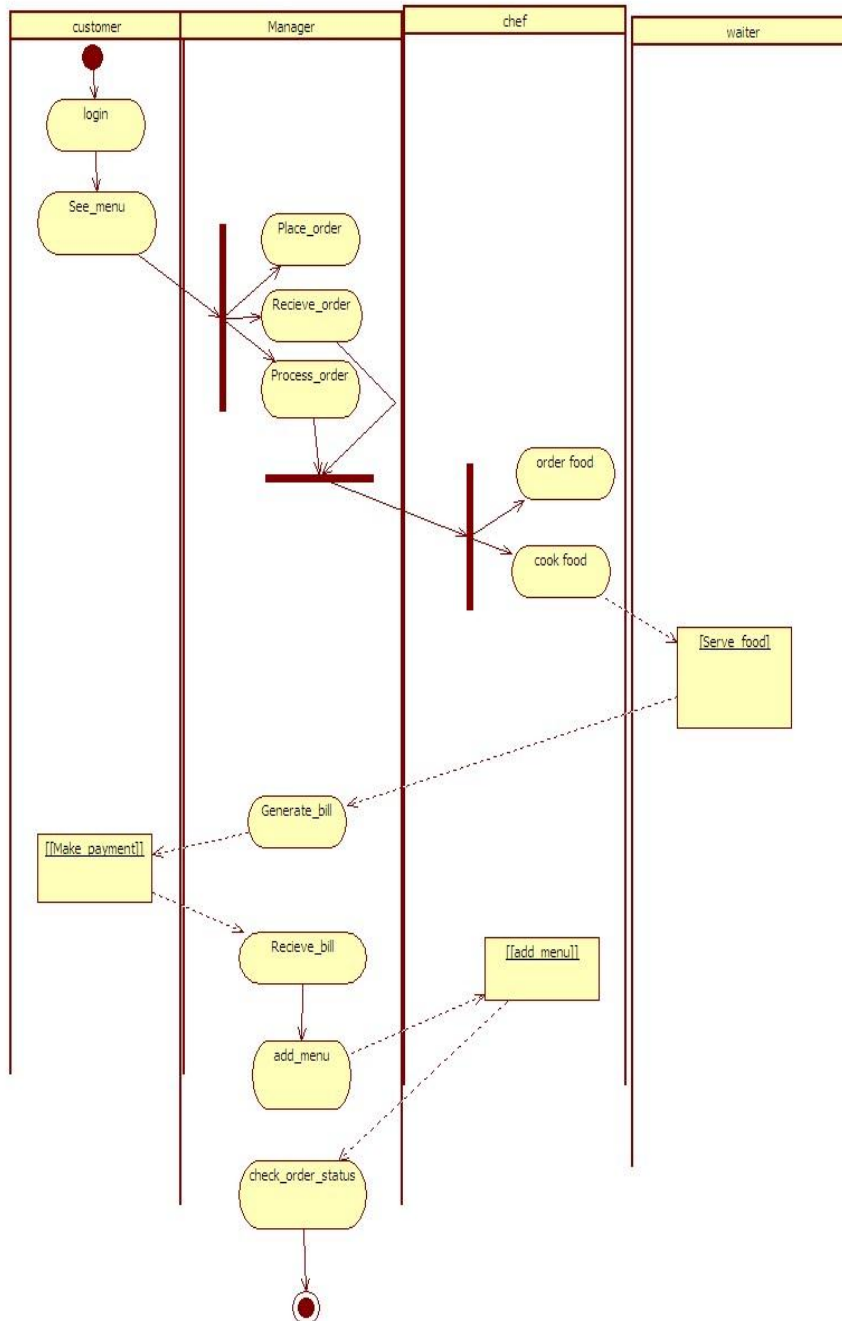 customer
Manager
chef
waiter
login
See_menu
Place_order
Recieve_order
Process_order
order food
cook food
[Serve_food]
Generate_bill
[[Make_payment]]
Recieve_bill
[[add_menu]]
add_menu
check_order_status